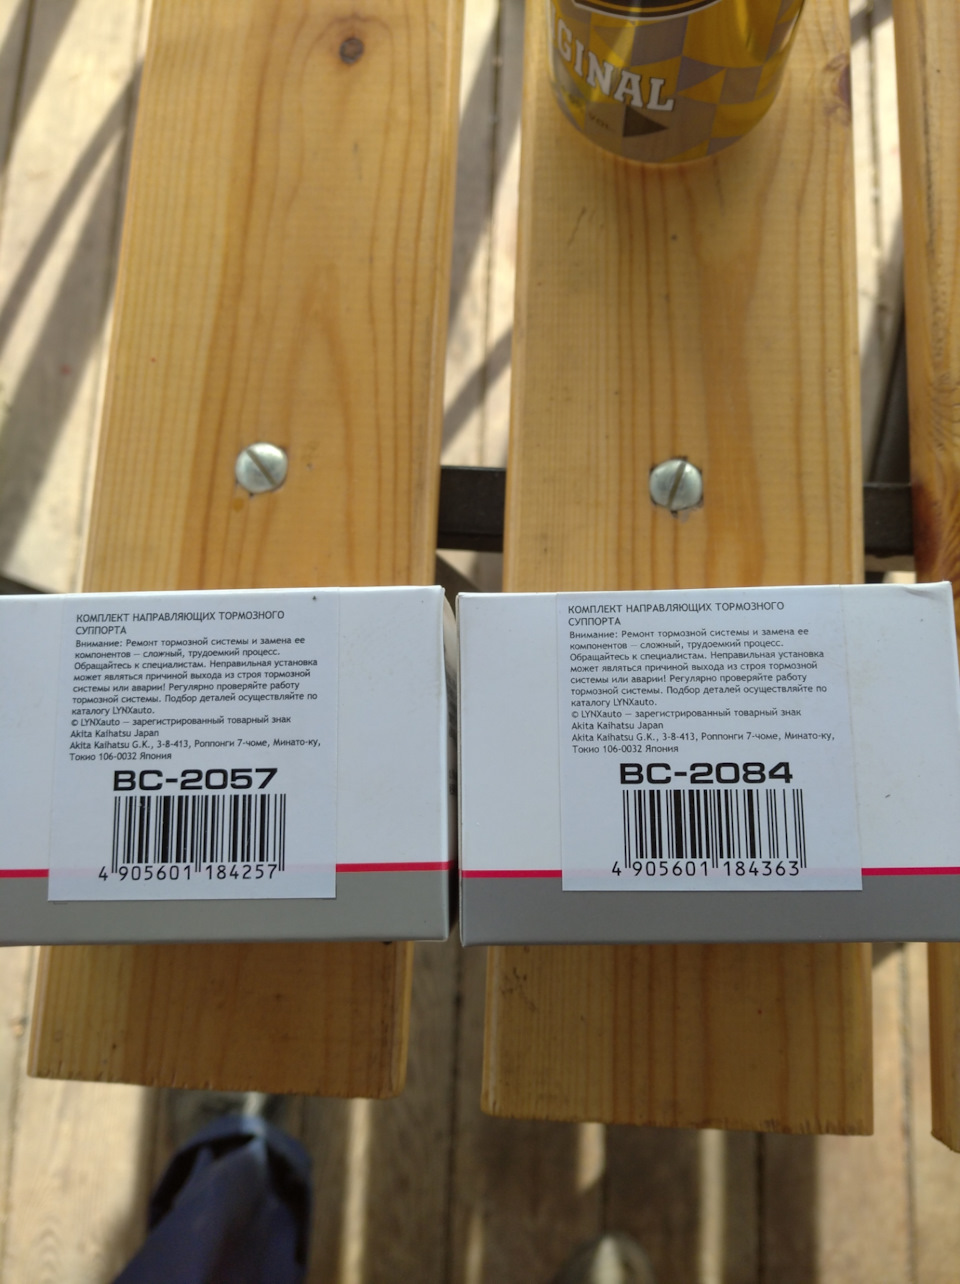 GINAL
КОМПЛЕКТ НАПРАВЛЯЮЩИХ ТОРМОЗНОГО
СУППОРТА
Внимание: Ремонт тормозной системы и замена ее
компонентов — сложный, трудоемкий процесс.
Обращайтесь к специалистам. Неправильная установка
может являться причиной выхода из строя тормозной
системы или аварии! Регулярно проверяйте работу
тормозной системы. Подбор деталей осуществляйте по
каталогу LYNXauto.
© LYNXauto — зарегистрированный товарный знак
Akita Kaihatsu Japan
Akita Kaihatsu G.K., 3-8-413, Роппонги 7-чоме, Минато-ку,
Токио 106-0032 Япония
BC-2057
4 905601 184257
КОМПЛЕКТ НАПРАВЛЯЮЩИХ ТОРМОЗНОГО
СУППОРТА
Внимание: Ремонт тормозной системы и замена ее
компонентов — сложный, трудоемкий процесс.
Обращайтесь к специалистам. Неправильная установка
может являться причиной выхода из строя тормозной
системы или аварии! Регулярно проверяйте работу
тормозной системы. Подбор деталей осуществляйте по
каталогу LYNXauto.
© LYNXauto — зарегистрированный товарный знак
Akita Kaihatsu Japan
Akita Kaihatsu G.K., 3-8-413, Роппонги 7-чоме, Минато-ку,
Токио 106-0032 Япония
BC-2084
4 905601 184363